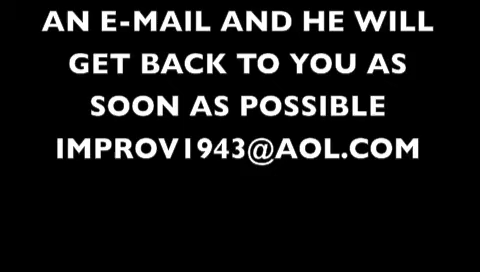 AN E-MAIL AND HE WILL
GET BACK TO YOU AS
SOON AS POSSIBLE
IMPROV1943@AOL.COM